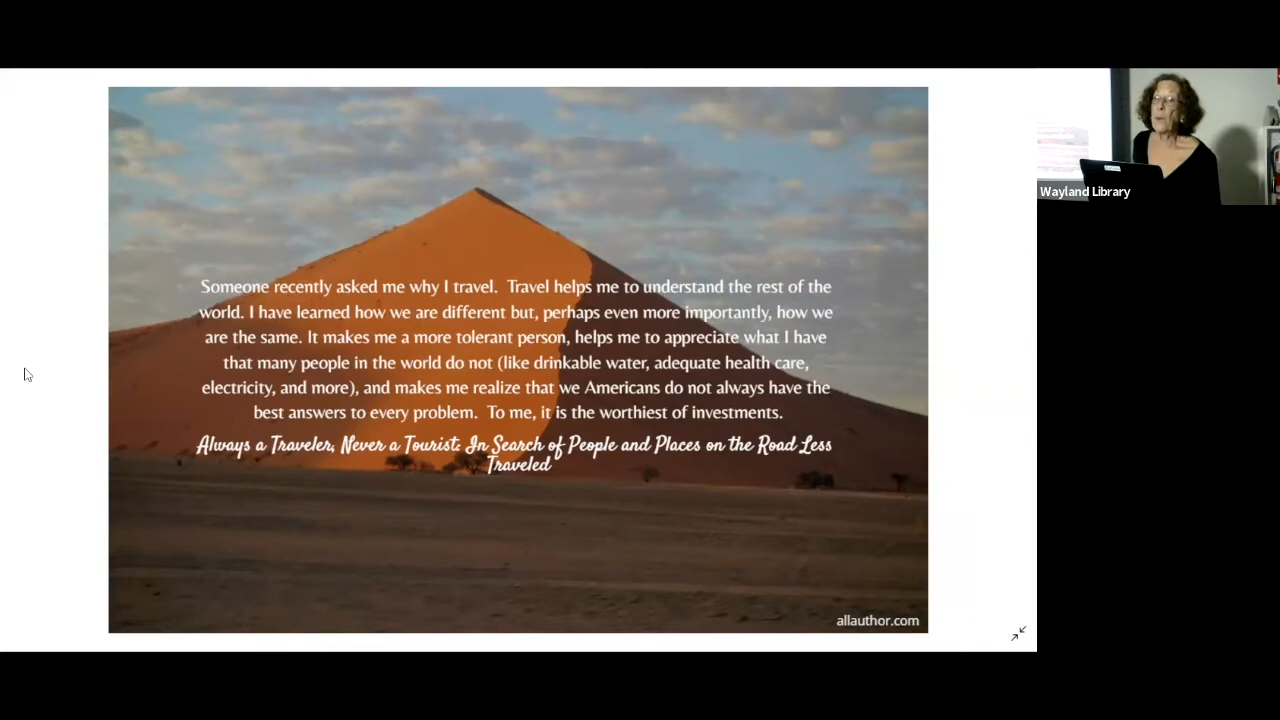 Someone recently asked me why I travel.  Travel helps me to understand the rest of the
world. I have learned how we are different but, perhaps even more importantly, how we
are the same. It makes me a more tolerant person, helps me to appreciate what I have
that many people in the world do not (like drinkable water, adequate health care,
electricity, and more), and makes me realize that we Americans do not always have the
best answers to every problem.  To me, it is the worthiest of investments.
Always a Traveler, Never a Tourist: In Search of People and Places on the Road Less
Traveled
allauthor.com
Wayland Library